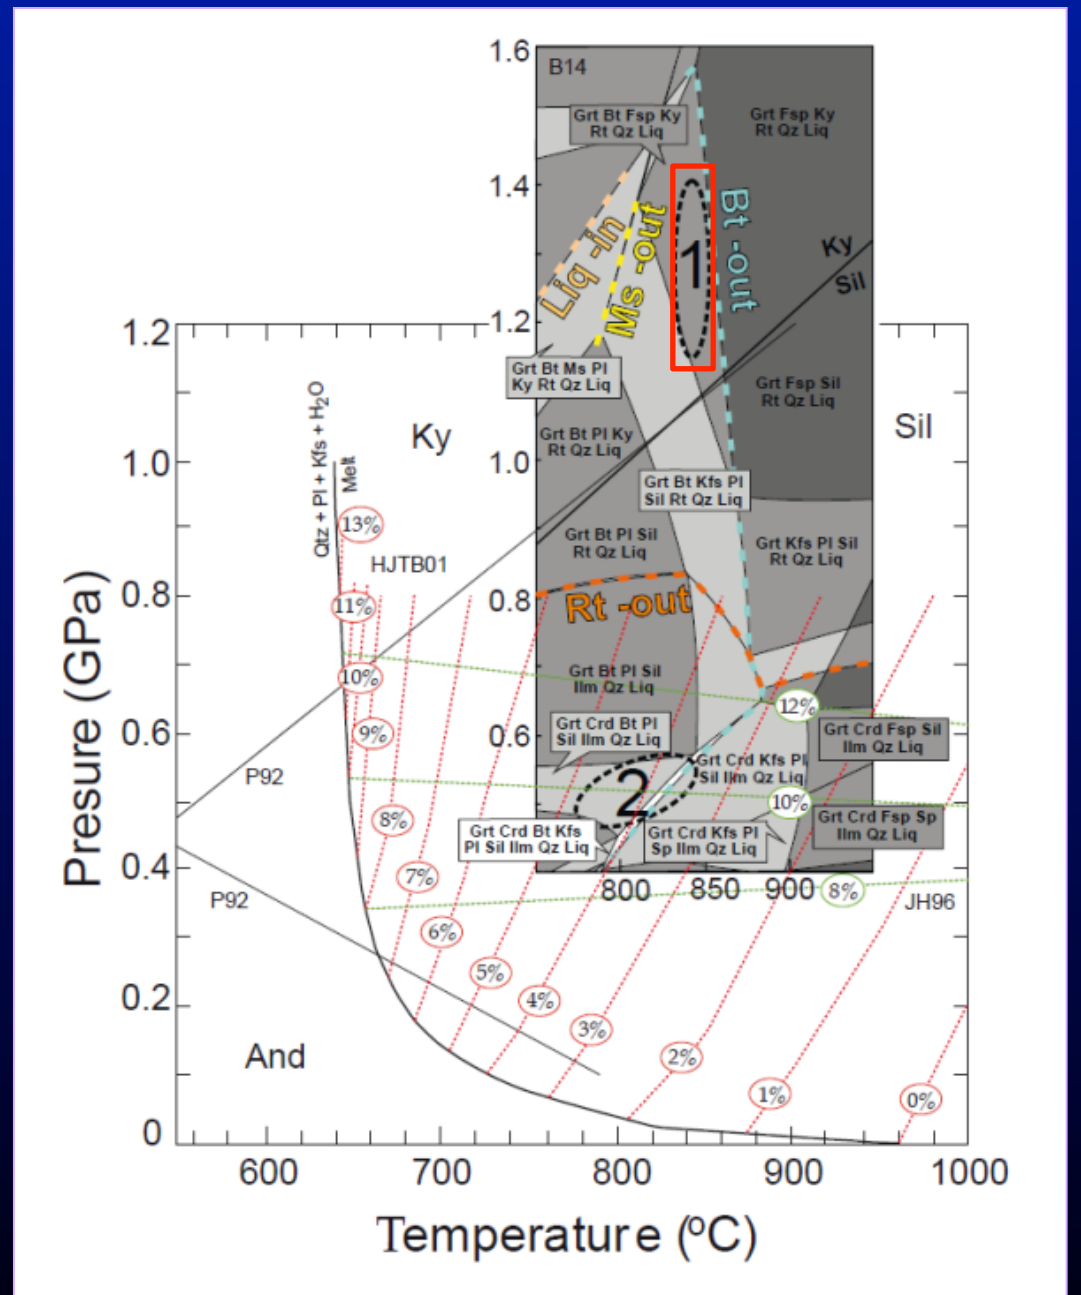 1.6
B14
Grt Bt Fsp Ky
Rt Qz Liq
Grt Fsp Ky
Rt Qz Liq
1.4
Liq -in
Ms -out
1
Bt -out
Ky
Sil
1.2
1.2
Grt Bt Ms Pl
Ky Rt Qz Liq
Grt Fsp Sil
Rt Qz Liq
Qtz + Pl + Kfs + H2O
Melt
Ky
Sil
Grt Bt Pl Ky
Rt Qz Liq
1.0
1.0
Grt Bt Kfs Pl
Sil Rt Qz Liq
13%
HJTB01
Grt Bt Pl Sil
Rt Qz Liq
Grt Kfs Pl Sil
Rt Qz Liq
0.8
0.8
11%
Rt -out
Presure (GPa)
10%
Grt Bt Pl Sil
Ilm Qz Liq
12%
0.6
9%
0.6
Grt Crd Bt Pl
Sil Ilm Qz Liq
Grt Crd Fsp Sil
Ilm Qz Liq
P92
2
Grt Crd Kfs Pl
Sil Ilm Qz Liq
10%
8%
Grt Crd Bt Kfs
Pl Sil Ilm Qz Liq
Grt Crd Kfs Pl
Sp Ilm Qz Liq
Grt Crd Fsp Sp
Ilm Qz Liq
0.4
7%
800
850
900
8%
P92
JH96
6%
5%
0.2
4%
3%
And
2%
1%
0%
0
600
700
800
900
1000
Temperature (ºC)